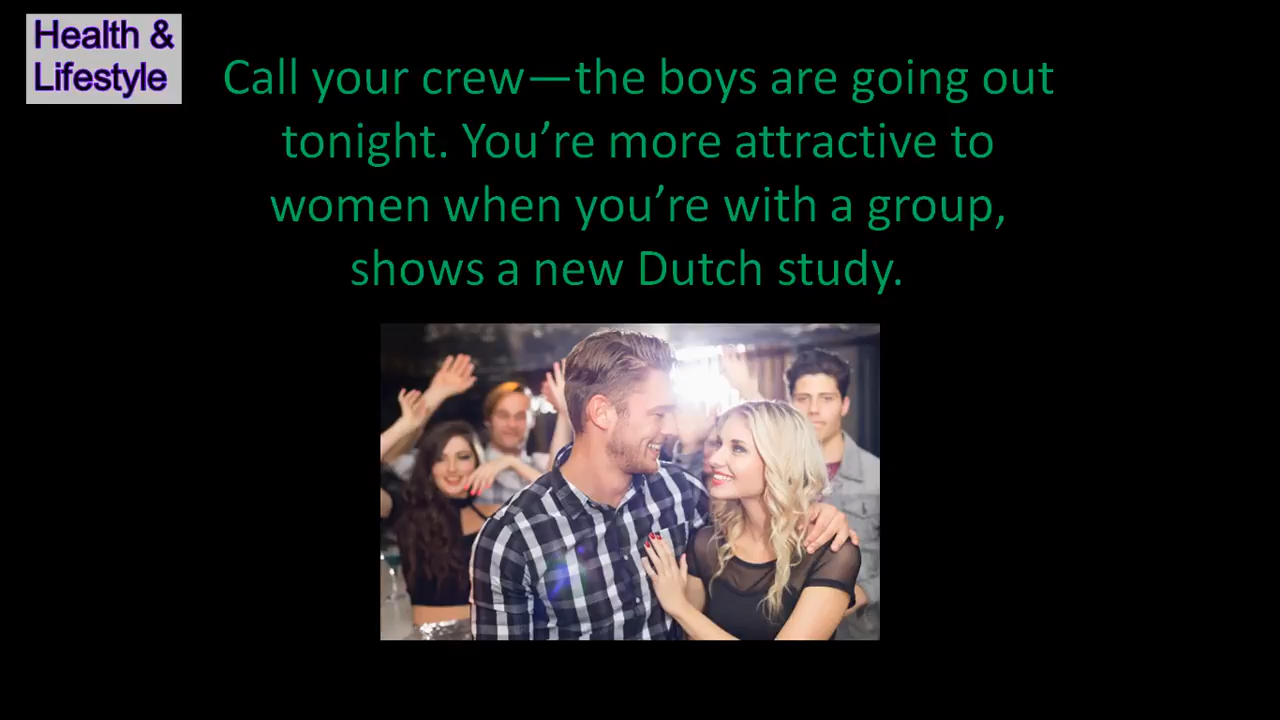 Health &
Lifestyle
Call your crew—the boys are going out
tonight. You’re more attractive to
women when you’re with a group,
shows a new Dutch study.